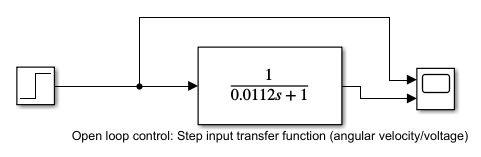 1
0.0112s + 1
Open loop control: Step input transfer function (angular velocity/voltage)